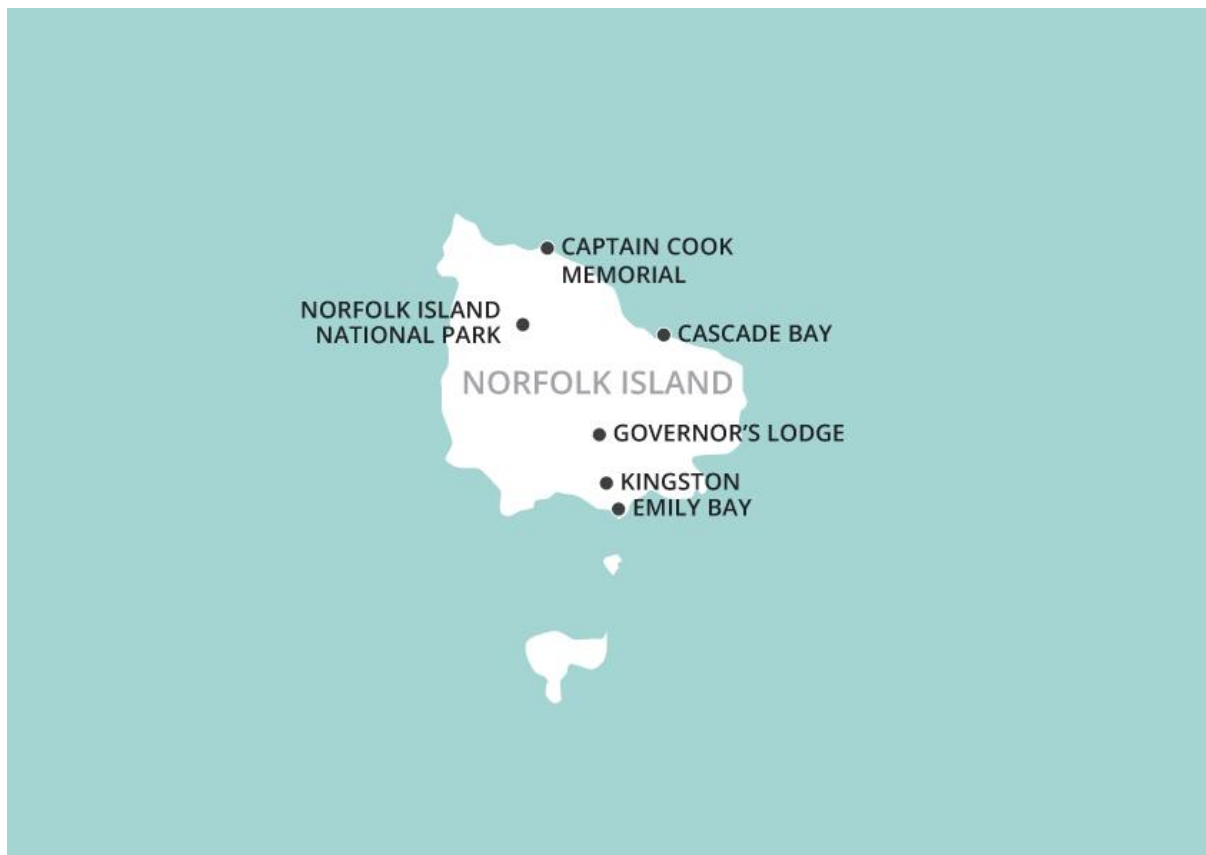 CAPTAIN COOK
MEMORIAL
NORFOLK ISLAND
NATIONAL PARK
CASCADE BAY
NORFOLK ISLAND
GOVERNOR'S LODGE
KINGSTON
EMILY BAY